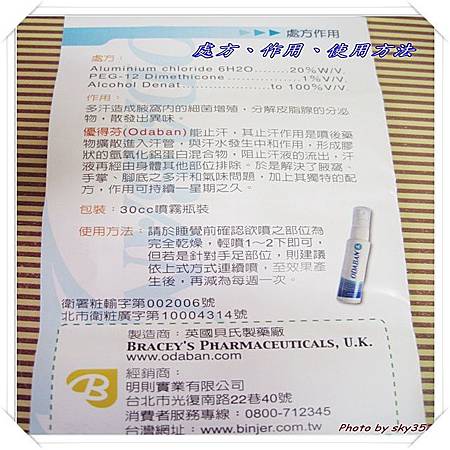 ▶▶▶ 處方作用
處方、作用、使用方法
處方：
Aluminium chloride 6H2O.......20%W/V.
PEG-12 Dimethicone...............1%V/W.
Alcohol Denat.....................to 100%V/V.
作用：
多汗造成腋窩內的細菌增殖，分解皮脂腺的分泌
物，散發出異味。
優得芬(Odaban)能止汗，其止汗作用是噴後藥
物擴散進入汗管，與汗水發生中和作用，形成膠
狀的氫氧化鋁蛋白混合物，阻止汗液的流出，汗
液再經由身體其他部位排除。於是解決了腋窩、
手掌、腳底之多汗和氣味問題，加上其獨特的配
方，作用可持續一星期之久。
包裝：30cc噴霧瓶裝
使用方法：請於睡覺前確認欲噴之部位為
完全乾燥，輕噴1～2下即可，
但若是針對手足部位，則建議
依上式方式連續噴，至效果產
生後，再減為每週一次。
ODABAN
衛署粧輸字第002006號
北市衛粧廣字第10004314號
製造商：英國貝氏製藥廠
BRACEY'S PHARMACEUTICALS, U.K.
www.odaban.com
B
經銷商：
明則實業有限公司
台北市光復南路22巷40號
消費者服務專線：0800-712345
台灣網址：www.binjer.com.tw
Photo by sky351